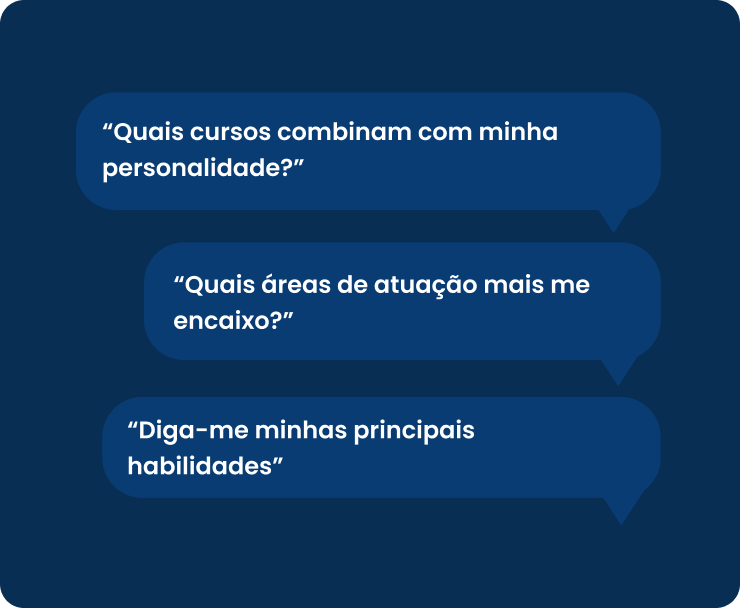 “Quais cursos combinam com minha
personalidade?”
“Quais áreas de atuação mais me
encaixo?”
“Diga-me minhas principais
habilidades”